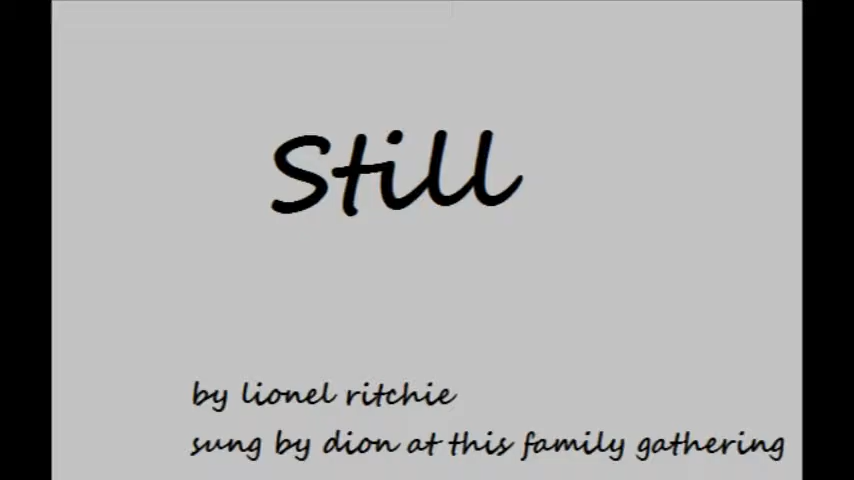 Still
by lionel ritchie
sung by dion at this family gathering